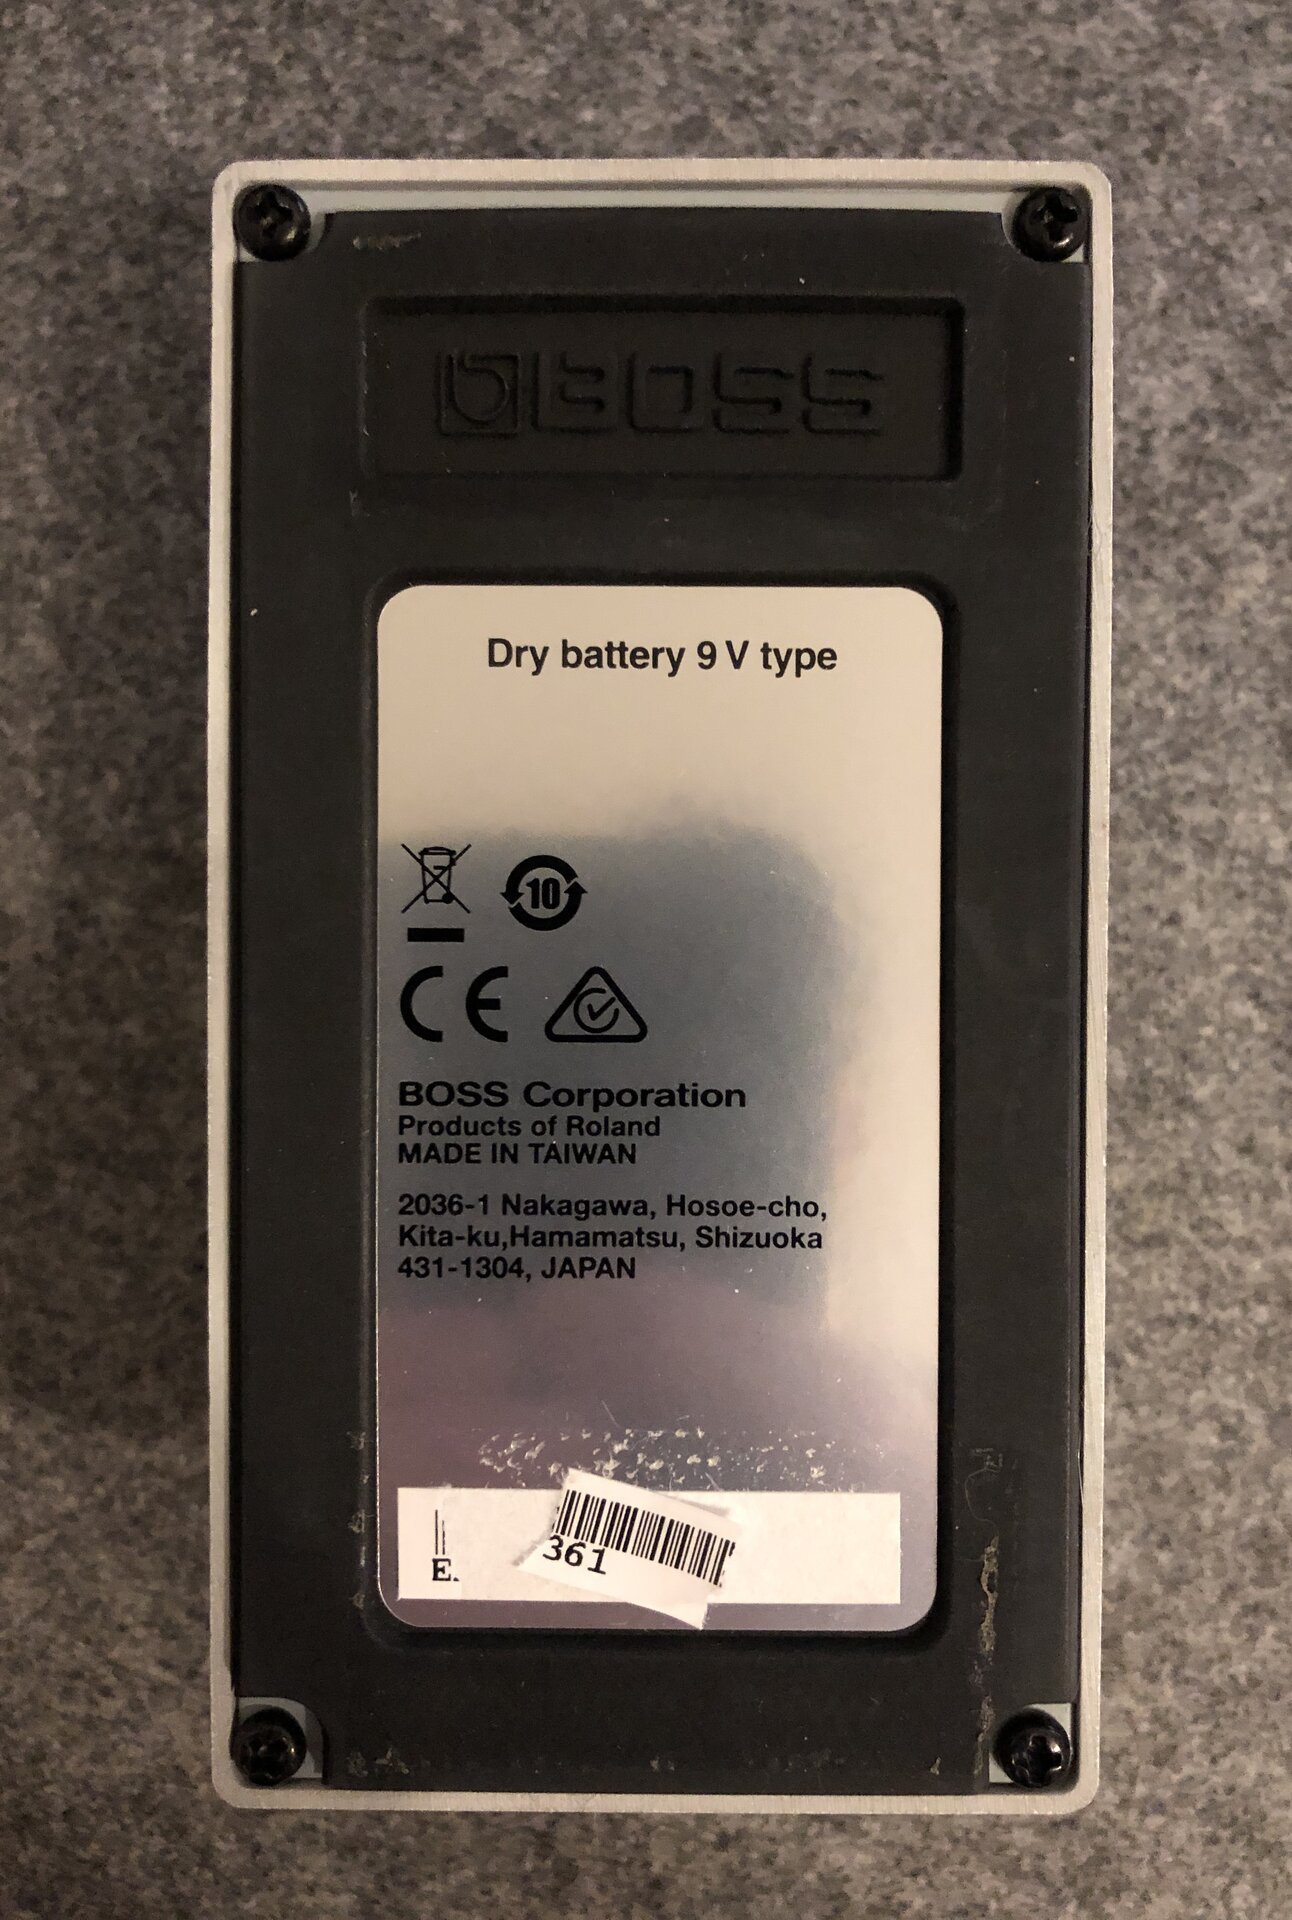 BOSS
Dry battery 9 V type
10
CE
BOSS Corporation
Products of Roland
MADE IN TAIWAN
2036-1 Nakagawa, Hosoe-cho,
Kita-ku,Hamamatsu, Shizuoka
431-1304, JAPAN
E.
361